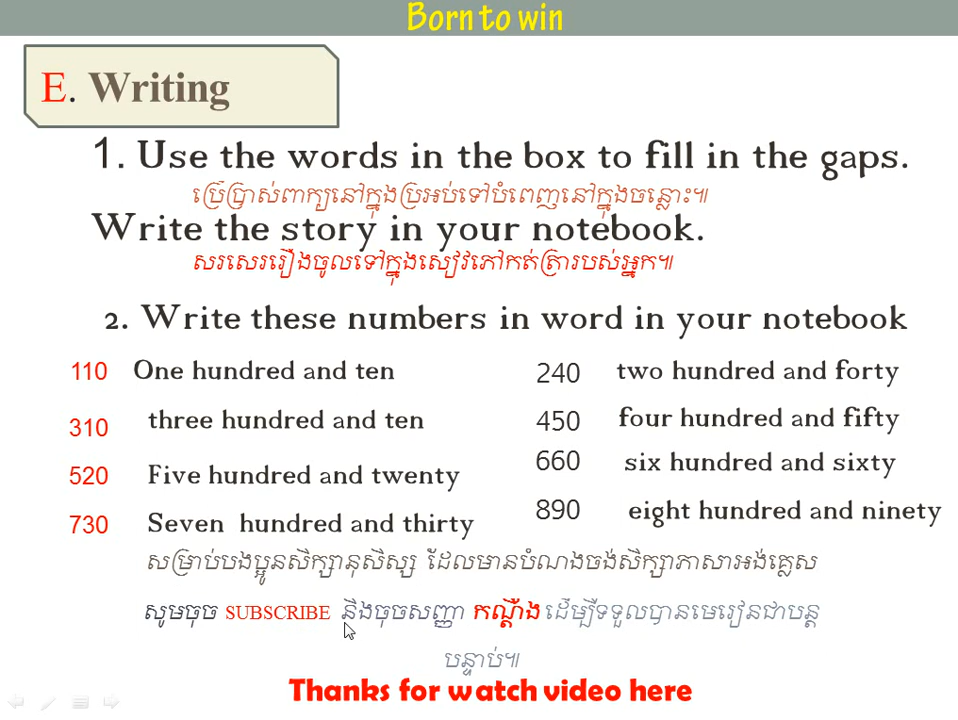 Born to win
E. Writing
1. Use the words in the box to fill in the gaps.
ប្រើប្រាស់ពាក្យនៅក្នុងប្រអប់ទៅបំពេញនៅក្នុងចន្លោះ។
Write the story in your notebook.
សរសេររឿងចូលទៅក្នុងសៀវភៅកត់ត្រារបស់អ្នក។
2. Write these numbers in word in your notebook
110 One hundred and ten 240 two hundred and forty
310 three hundred and ten 450 four hundred and fifty
520 Five hundred and twenty 660 six hundred and sixty
730 Seven hundred and thirty 890 eight hundred and ninety
សម្រាប់បងប្អូនសិក្សានុសិស្ស ដែលមានបំណងចង់សិក្សាភាសាអង់គ្លេស
សូមចុច SUBSCRIBE និងចុចសញ្ញា កណ្ដឹង ដើម្បីទទួលបានមេរៀនជាបន្ត
បន្ទាប់។
Thanks for watch video here